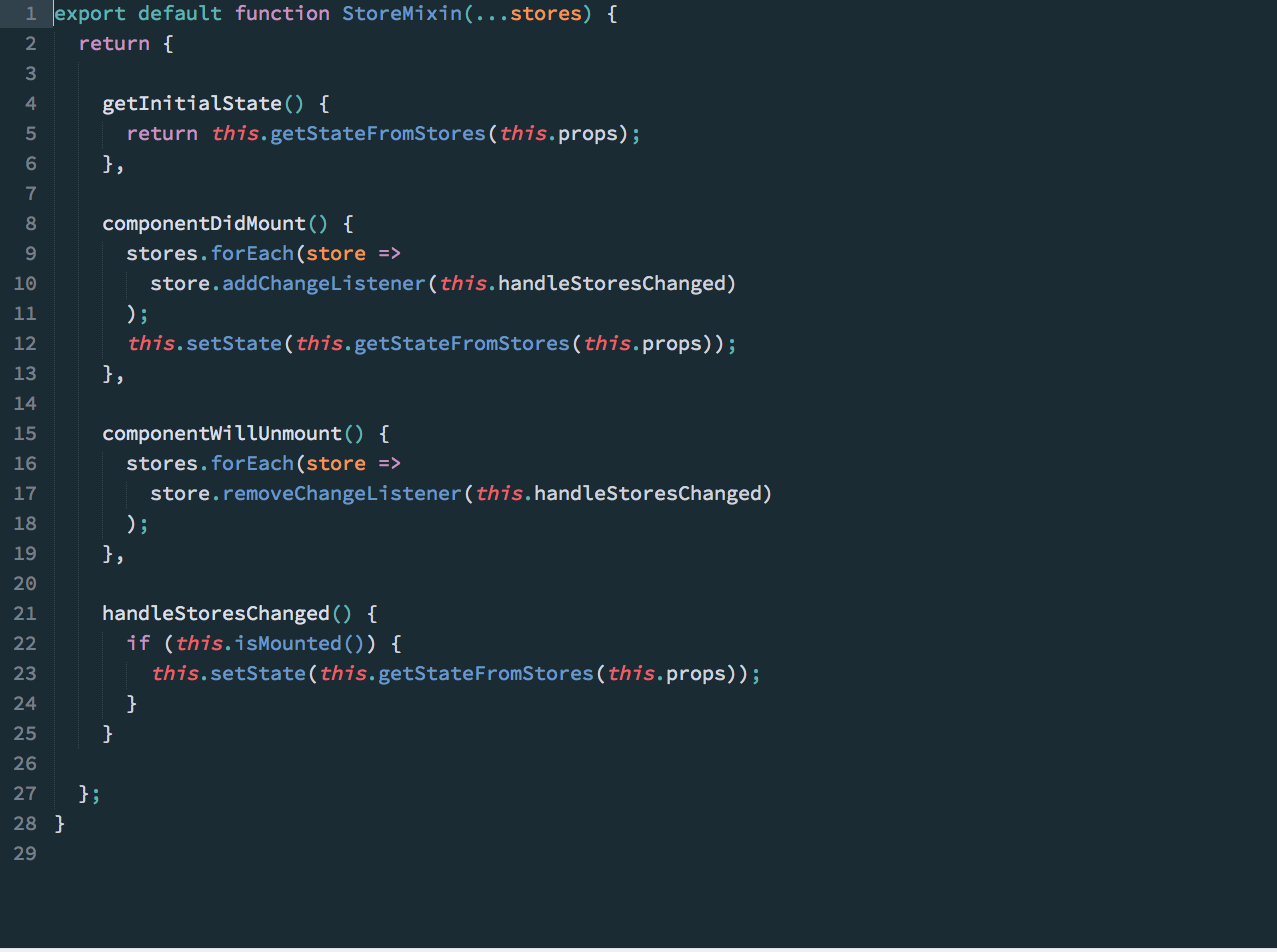 1 export default function StoreMixin(...stores) {
2   return {
3
4     getInitialState() {
5       return this.getStateFromStores(this.props);
6     },
7
8     componentDidMount() {
9       stores.forEach(store =>
10         store.addChangeListener(this.handleStoresChanged)
11       );
12       this.setState(this.getStateFromStores(this.props));
13     },
14
15     componentWillUnmount() {
16       stores.forEach(store =>
17         store.removeChangeListener(this.handleStoresChanged)
18       );
19     },
20
21     handleStoresChanged() {
22       if (this.isMounted()) {
23         this.setState(this.getStateFromStores(this.props));
24       }
25     }
26
27   };
28 }
29